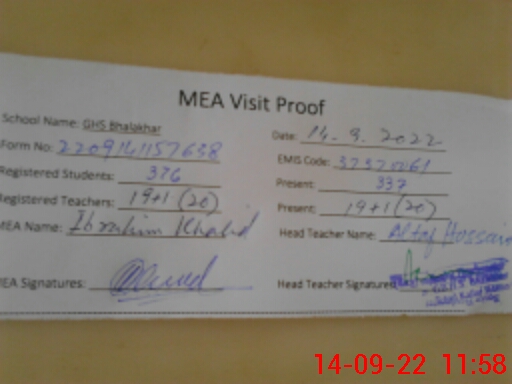 MEA Visit Proof
School Name: GHS Bhalakhar
Date: 14-9-2022
Form No: 2209141157638
EMIS Code:
Registered Students: 376
Present: 337
Registered Teachers: 19+1 (20)
Present: 19+1 (20)
MEA Name: Ibrahim Khalid
Head Teacher Name: Altaf Hossain
MEA Signatures:
Head Teacher Signatured
14-09-22 11:58